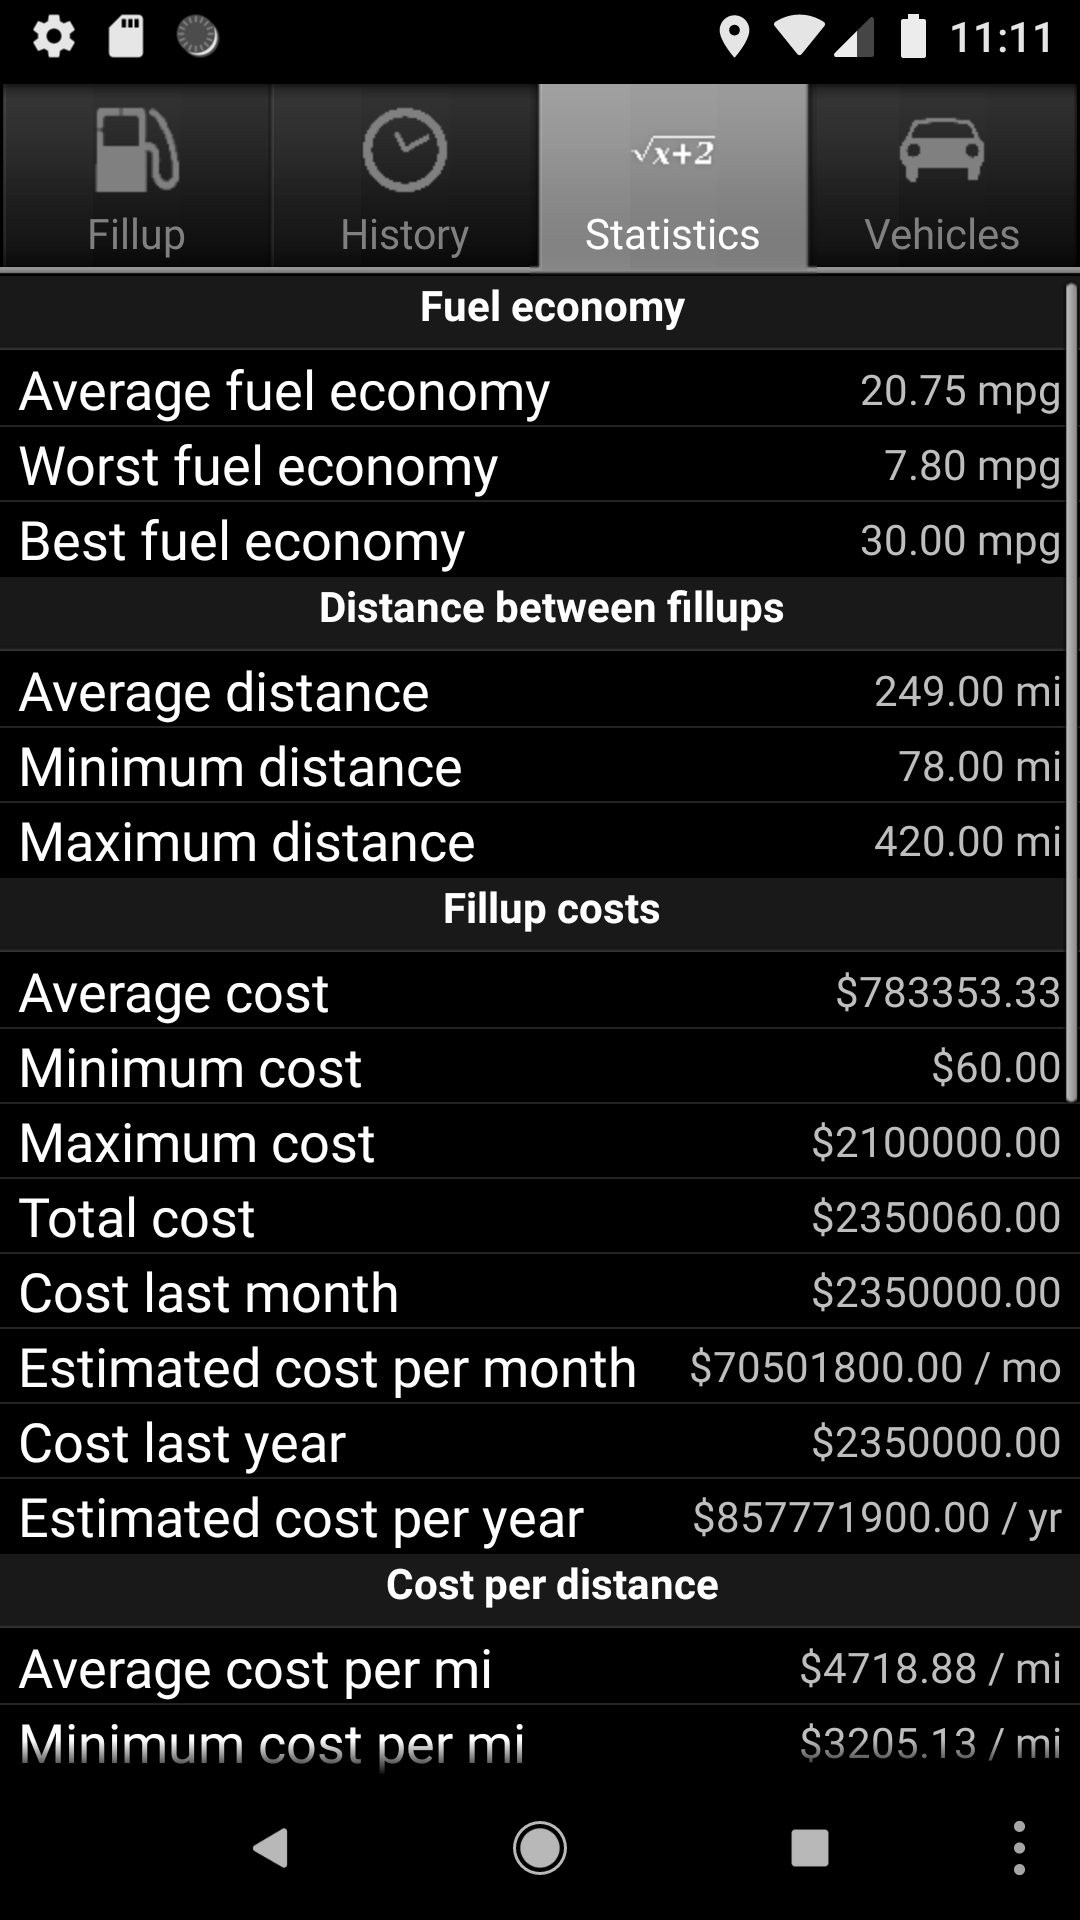 11:11
√x+2
Fillup History Statistics Vehicles
Fuel economy
Average fuel economy 20.75 mpg
Worst fuel economy 7.80 mpg
Best fuel economy 30.00 mpg
Distance between fillups
Average distance 249.00 mi
Minimum distance 78.00 mi
Maximum distance 420.00 mi
Fillup costs
Average cost $783353.33
Minimum cost $60.00
Maximum cost $2100000.00
Total cost $2350060.00
Cost last month $2350000.00
Estimated cost per month $70501800.00 / mo
Cost last year $2350000.00
Estimated cost per year $857771900.00 / yr
Cost per distance
Average cost per mi $4718.88 / mi
Minimum cost per mi $3205.13 / mi